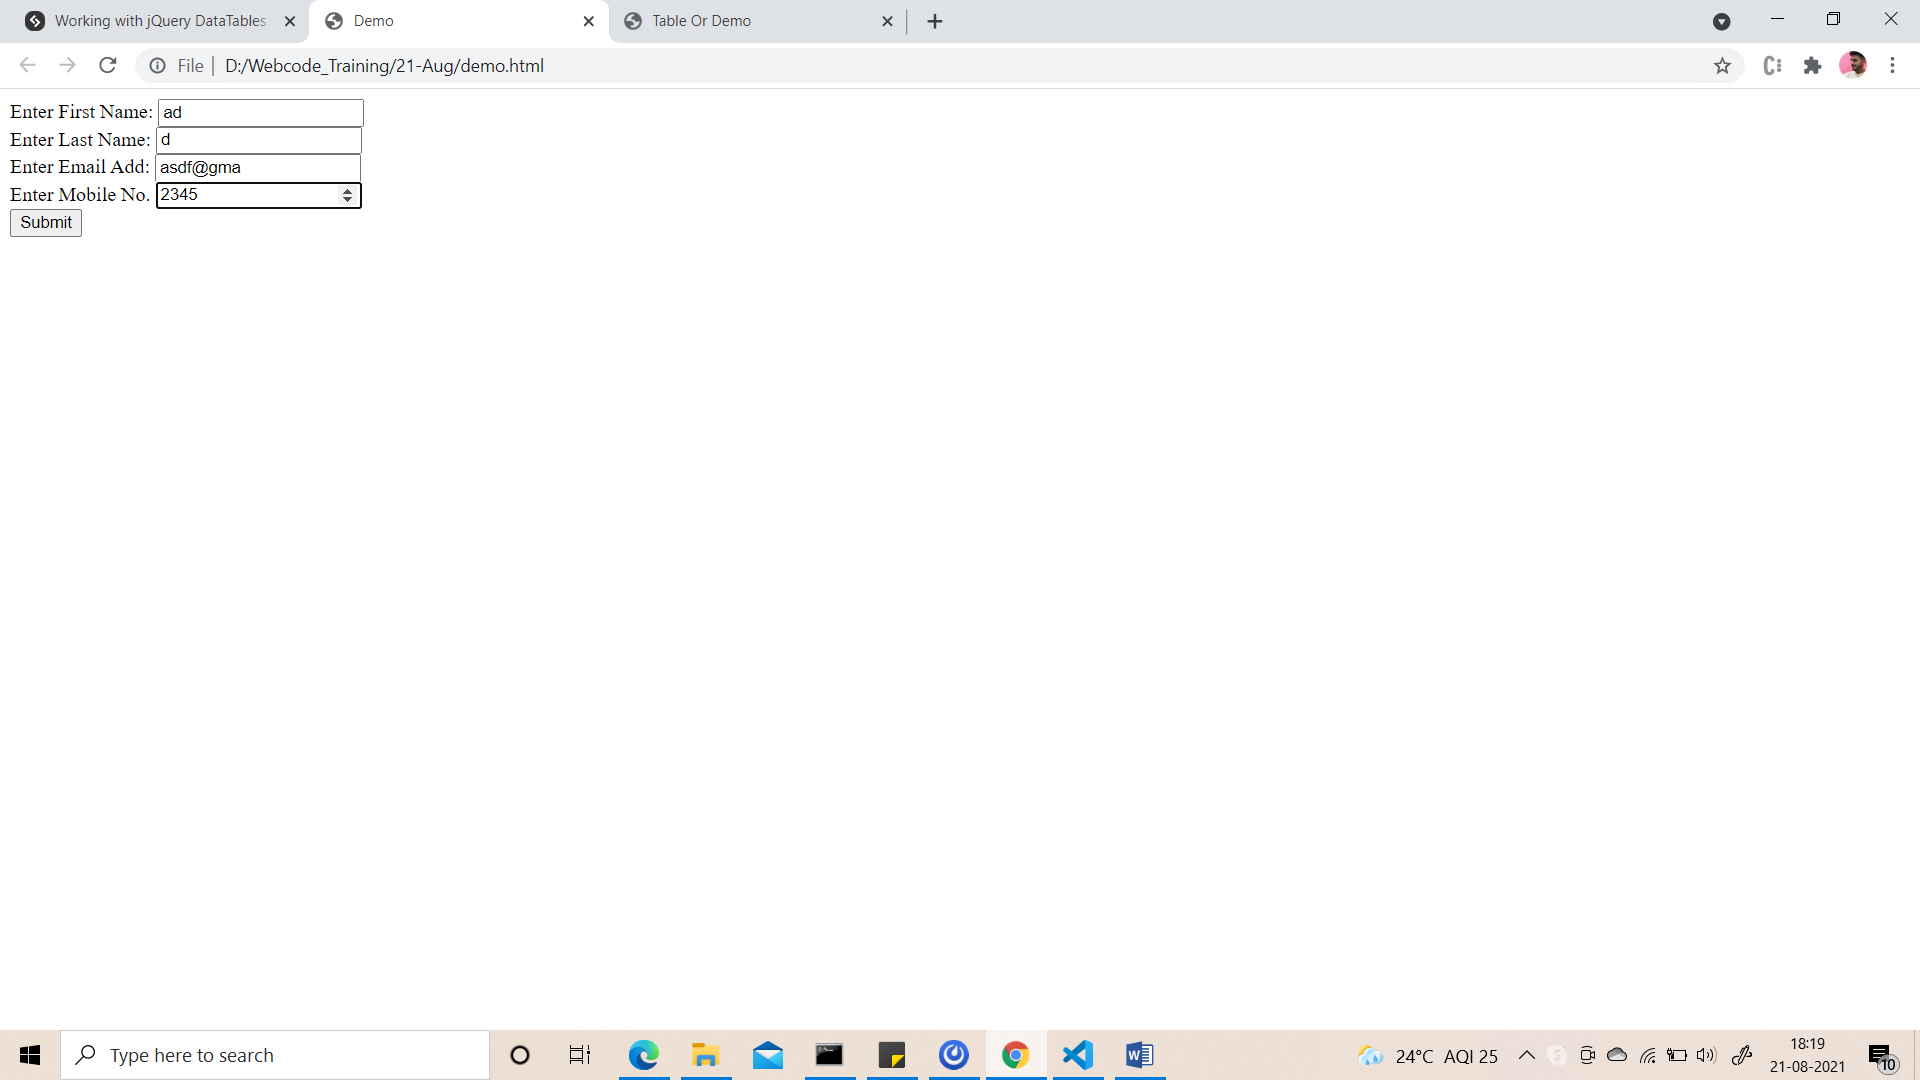 Working with jQuery DataTables
Demo
Table Or Demo
File
D:/Webcode_Training/21-Aug/demo.html
Enter First Name: ad
Enter Last Name: d
Enter Email Add: asdf@gma
Enter Mobile No. 2345
Submit
Type here to search
24°C AQI 25
18:19
21-08-2021
10